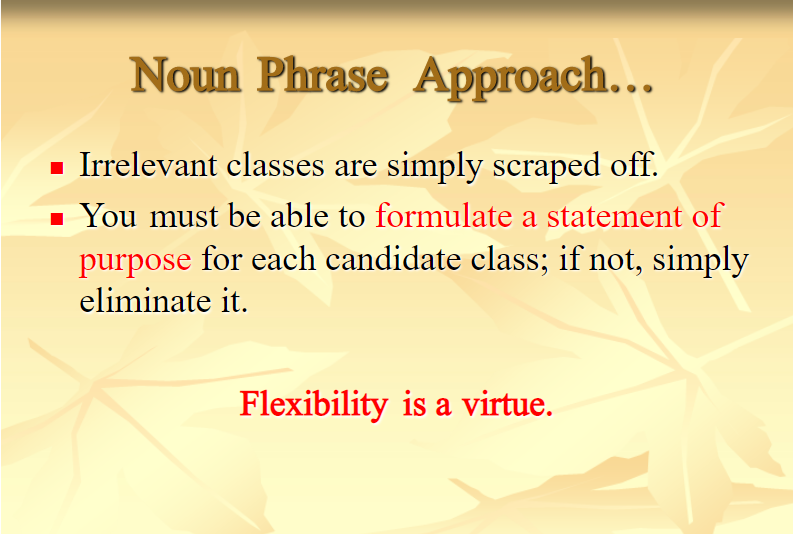 Noun Phrase Approach…
Irrelevant classes are simply scraped off.
You must be able to formulate a statement of
purpose for each candidate class; if not, simply
eliminate it.
Flexibility is a virtue.